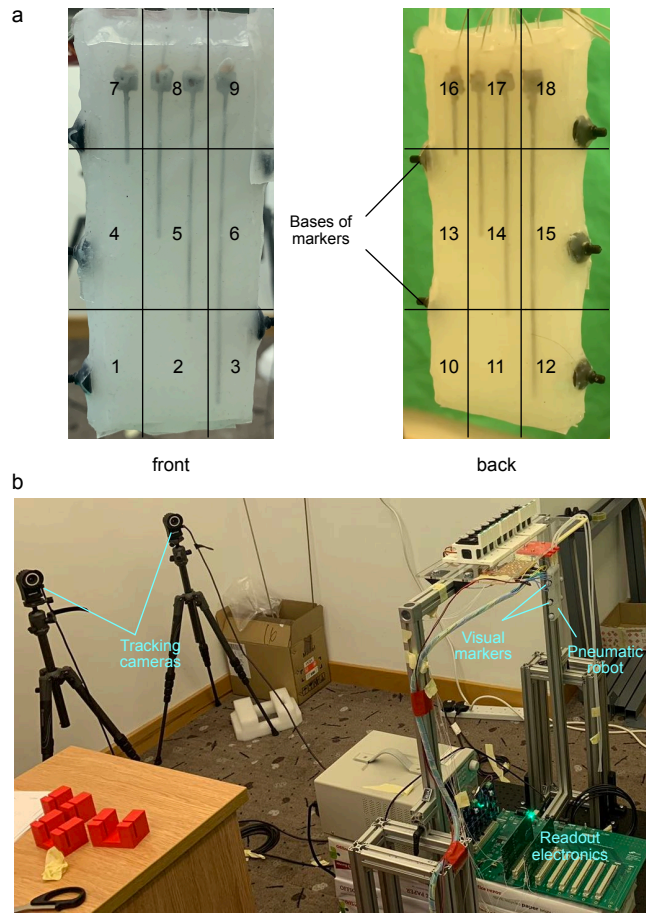 a
7 8 9
4 5 6
1 2 3
front
16 17 18
13 14 15
10 11 12
back
Bases of
markers
b
Tracking
cameras
Visual
markers
Pneumatic
robot
Readout
electronics